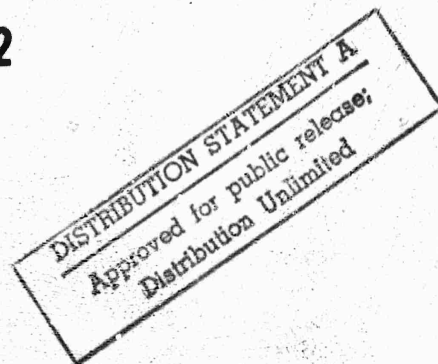 2
DISTRIBUTION STATEMENT A
Approved for public release;
Distribution Unlimited